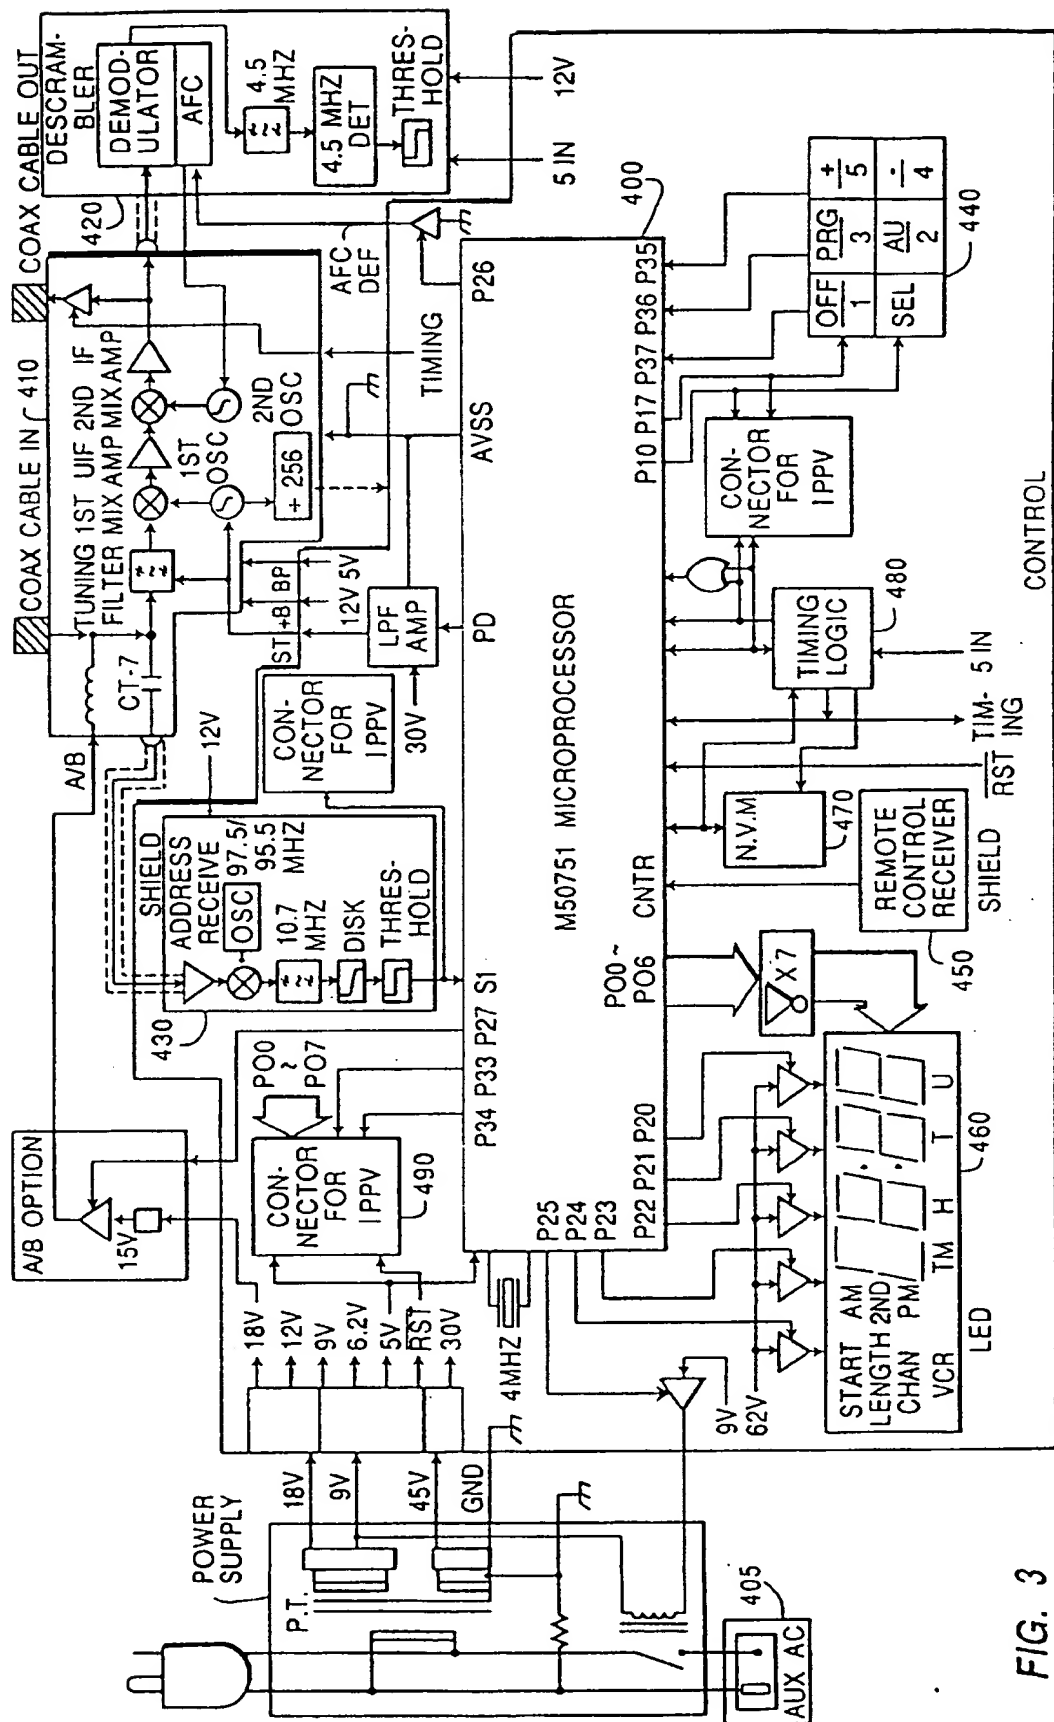 COAX CABLE IN
410
COAX CABLE OUT
TUNING 1ST UIF 2ND IF
FILTER MIX AMP MIX AMP
CT-7
1ST
OSC
2ND
OSC
÷ 256
420
DESCRAM-
BLER
DEMOD-
ULATOR
AFC
4.5
MHZ
4.5 MHZ
DET
THRES-
HOLD
5 IN
12V
AFC
DEF
TIMING
ST
+B
BP
12V
5V
LPF
AMP
30V
A/B
12V
CON-
NECTOR
FOR
IPPV
SHIELD
ADDRESS
RECEIVE
OSC
97.5/
95.5
MHZ
10.7
MHZ
DISK
THRES-
HOLD
430
A/B OPTION
15V
PO0
~
PO7
CON-
NECTOR
FOR
IPPV
490
18V
12V
9V
6.2V
5V
RST
30V
4MHZ
POWER
SUPPLY
P.T.
18V
9V
45V
GND
405
AUX AC
P34
P33
P27
S1
PD
AVSS
P26
400
M50751 MICROPROCESSOR
P25
P24
P23
P22
P21
P20
PO0~
PO6
CNTR
P10
P17
P37
P36
P35
9V
62V
X7
START AM
LENGTH 2ND
CHAN PM
VCR
TM
H
T
U
LED
460
REMOTE
CONTROL
RECEIVER
450
SHIELD
N.V.M
470
RST
TIM-
ING
5 IN
TIMING
LOGIC
480
CON-
NECTOR
FOR
IPPV
OFF
1
PRG
3
+
5
SEL
AU
2
4
440
CONTROL
FIG. 3